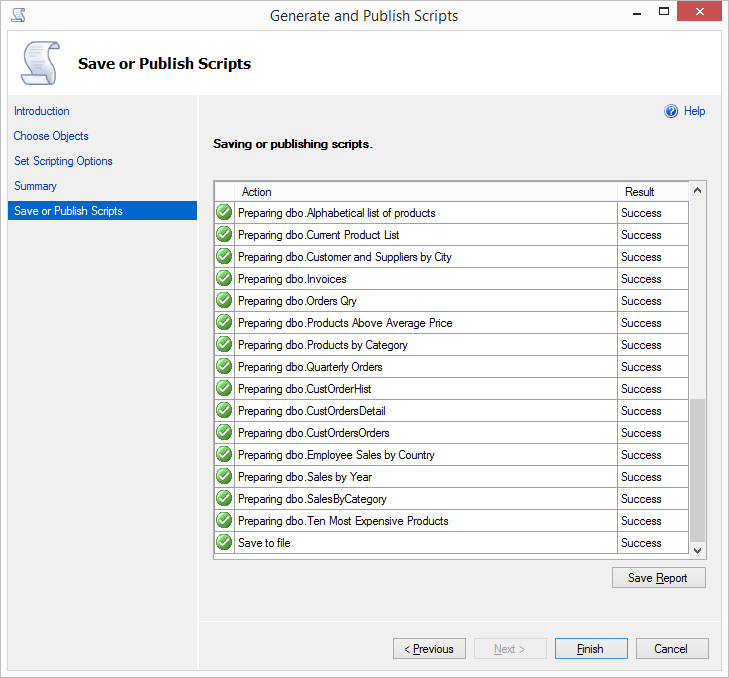 Generate and Publish Scripts
Save or Publish Scripts
Introduction
Choose Objects
Set Scripting Options
Summary
Save or Publish Scripts
Help
Saving or publishing scripts.
Action Result
Preparing dbo.Alphabetical list of products Success
Preparing dbo.Current Product List Success
Preparing dbo.Customer and Suppliers by City Success
Preparing dbo.Invoices Success
Preparing dbo.Orders Qry Success
Preparing dbo.Products Above Average Price Success
Preparing dbo.Products by Category Success
Preparing dbo.Quarterly Orders Success
Preparing dbo.CustOrderHist Success
Preparing dbo.CustOrdersDetail Success
Preparing dbo.CustOrdersOrders Success
Preparing dbo.Employee Sales by Country Success
Preparing dbo.Sales by Year Success
Preparing dbo.SalesByCategory Success
Preparing dbo.Ten Most Expensive Products Success
Save to file Success
Save Report
< Previous Next > Finish Cancel